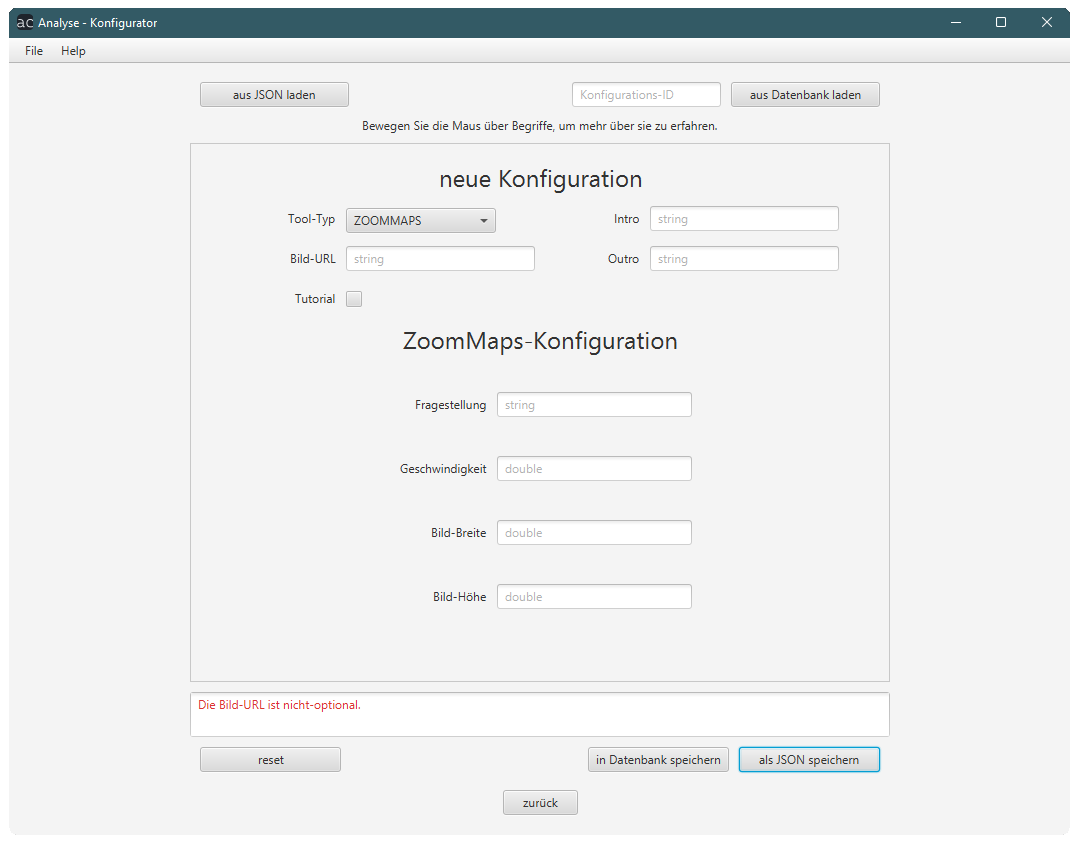 ac Analyse - Konfigurator
File Help
aus JSON laden Konfigurations-ID aus Datenbank laden
Bewegen Sie die Maus über Begriffe, um mehr über sie zu erfahren.
neue Konfiguration
Tool-Typ ZOOMMAPS Intro string
Bild-URL string Outro string
Tutorial
ZoomMaps-Konfiguration
Fragestellung string
Geschwindigkeit double
Bild-Breite double
Bild-Höhe double
Die Bild-URL ist nicht-optional.
reset in Datenbank speichern als JSON speichern
zurück